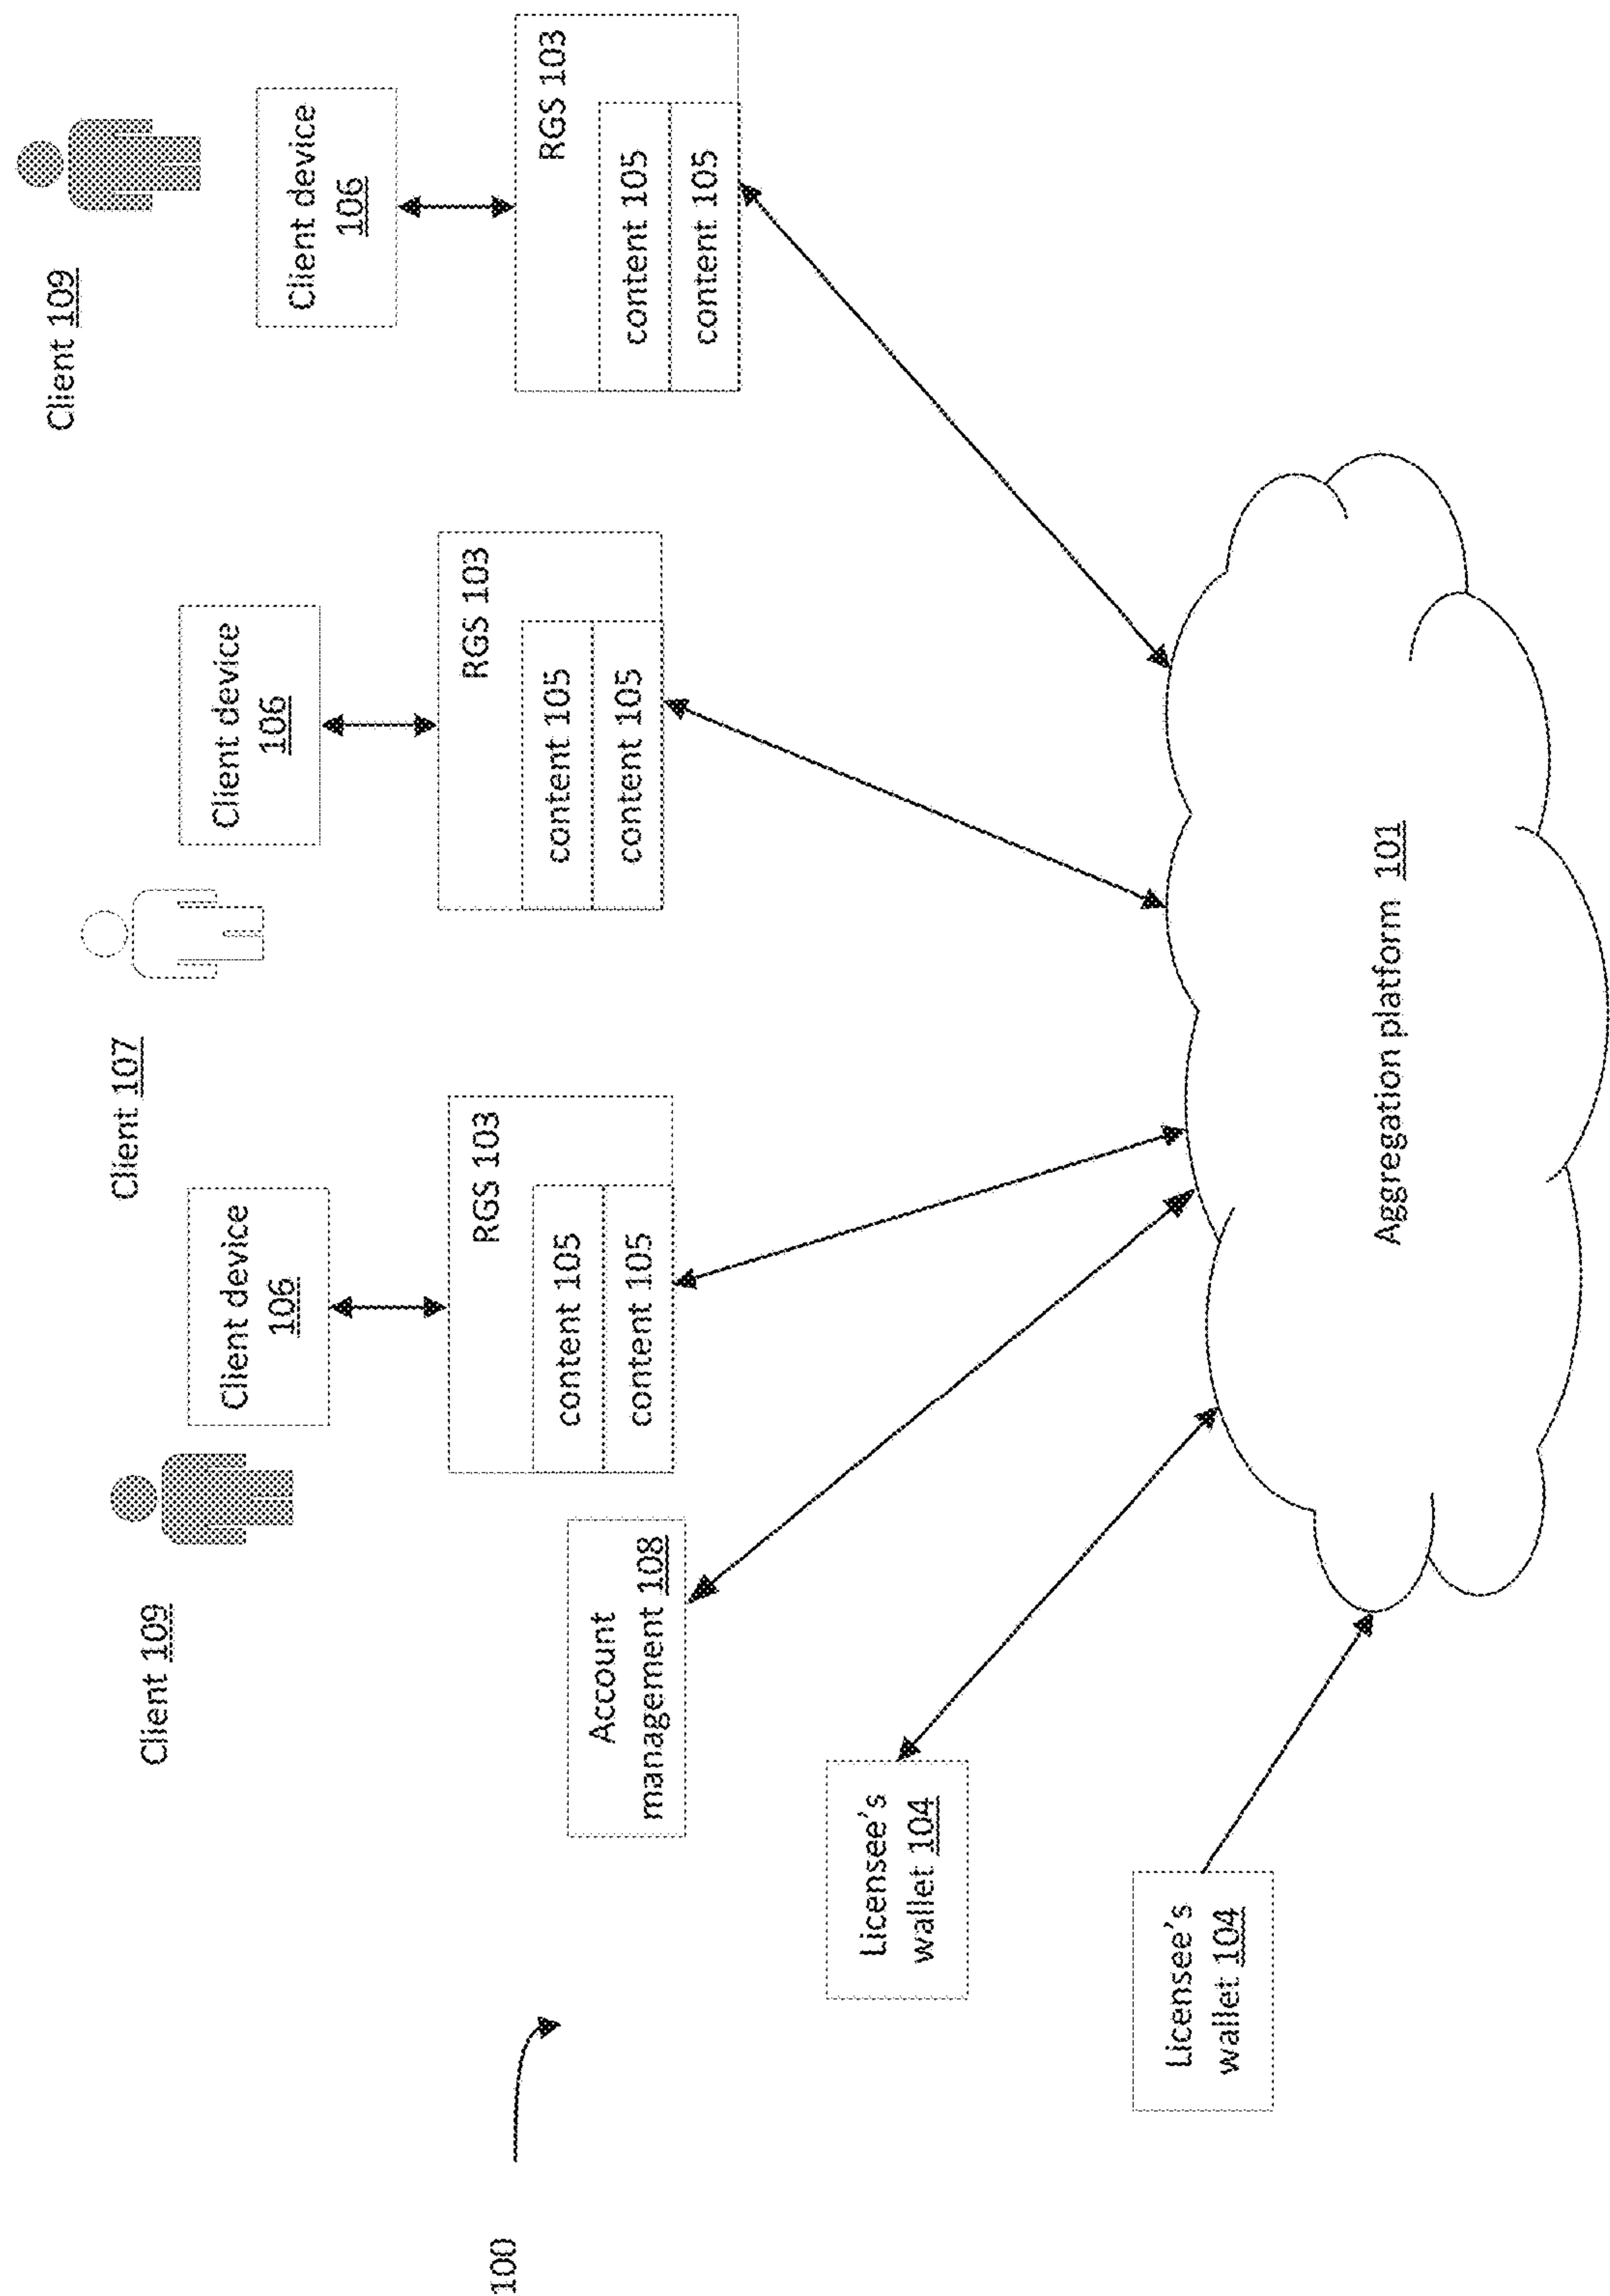 100
Client 109
Client device
106
RGS 103
content 105
content 105
Client 107
Client device
106
RGS 103
content 105
content 105
Client 109
Client device
106
RGS 103
content 105
content 105
Account
management 108
Licensee's
wallet 104
Licensee's
wallet 104
Aggregation platform 101